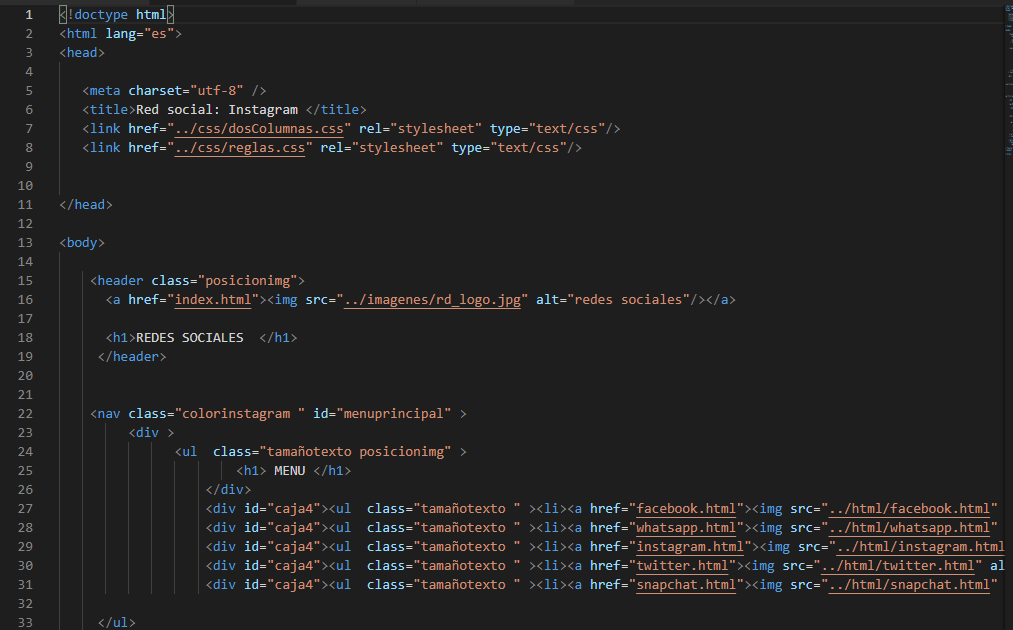 1 <!doctype html>
2 <html lang="es">
3 <head>
4
5 <meta charset="utf-8" />
6 <title>Red social: Instagram </title>
7 <link href="../css/dosColumnas.css" rel="stylesheet" type="text/css"/>
8 <link href="../css/reglas.css" rel="stylesheet" type="text/css"/>
9
10
11 </head>
12
13 <body>
14
15 <header class="posicionimg">
16 <a href="index.html"><img src="../imagenes/rd_logo.jpg" alt="redes sociales"/></a>
17
18 <h1>REDES SOCIALES  </h1>
19 </header>
20
21
22 <nav class="colorinstagram " id="menuprincipal" >
23 <div >
24 <ul  class="tamañotexto posicionimg" >
25 <h1> MENU </h1>
26 </div>
27 <div id="caja4"><ul  class="tamañotexto " ><li><a href="facebook.html"><img src="../html/facebook.html"
28 <div id="caja4"><ul  class="tamañotexto " ><li><a href="whatsapp.html"><img src="../html/whatsapp.html"
29 <div id="caja4"><ul  class="tamañotexto " ><li><a href="instagram.html"><img src="../html/instagram.html
30 <div id="caja4"><ul  class="tamañotexto " ><li><a href="twitter.html"><img src="../html/twitter.html" al
31 <div id="caja4"><ul  class="tamañotexto " ><li><a href="snapchat.html"><img src="../html/snapchat.html"
32
33 </ul>